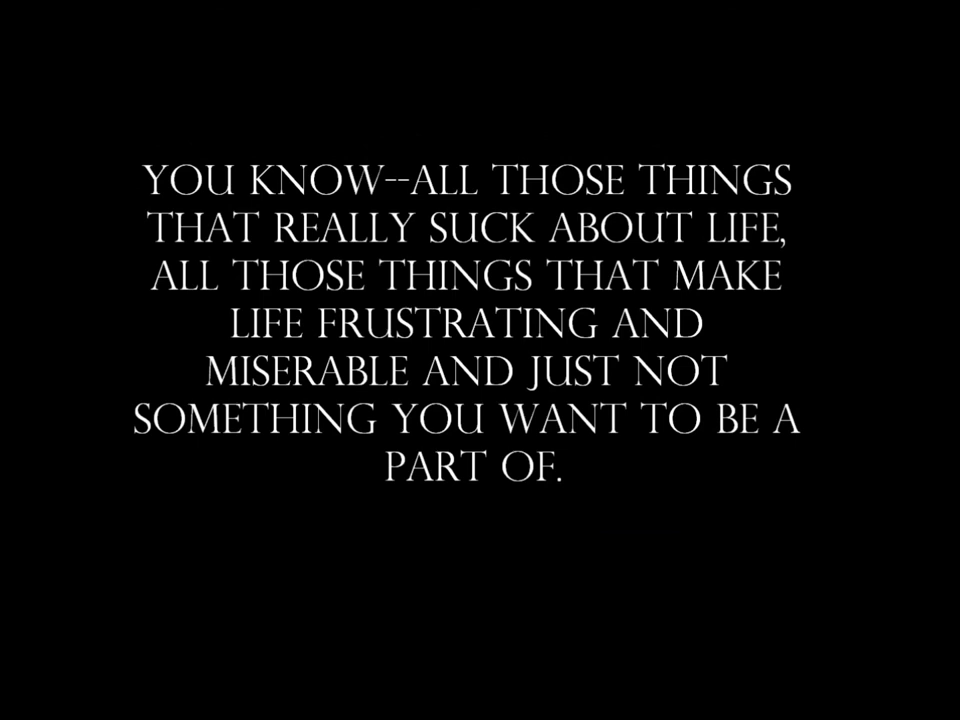 YOU KNOW--ALL THOSE THINGS
THAT REALLY SUCK ABOUT LIFE,
ALL THOSE THINGS THAT MAKE
LIFE FRUSTRATING AND
MISERABLE AND JUST NOT
SOMETHING YOU WANT TO BE A
PART OF.